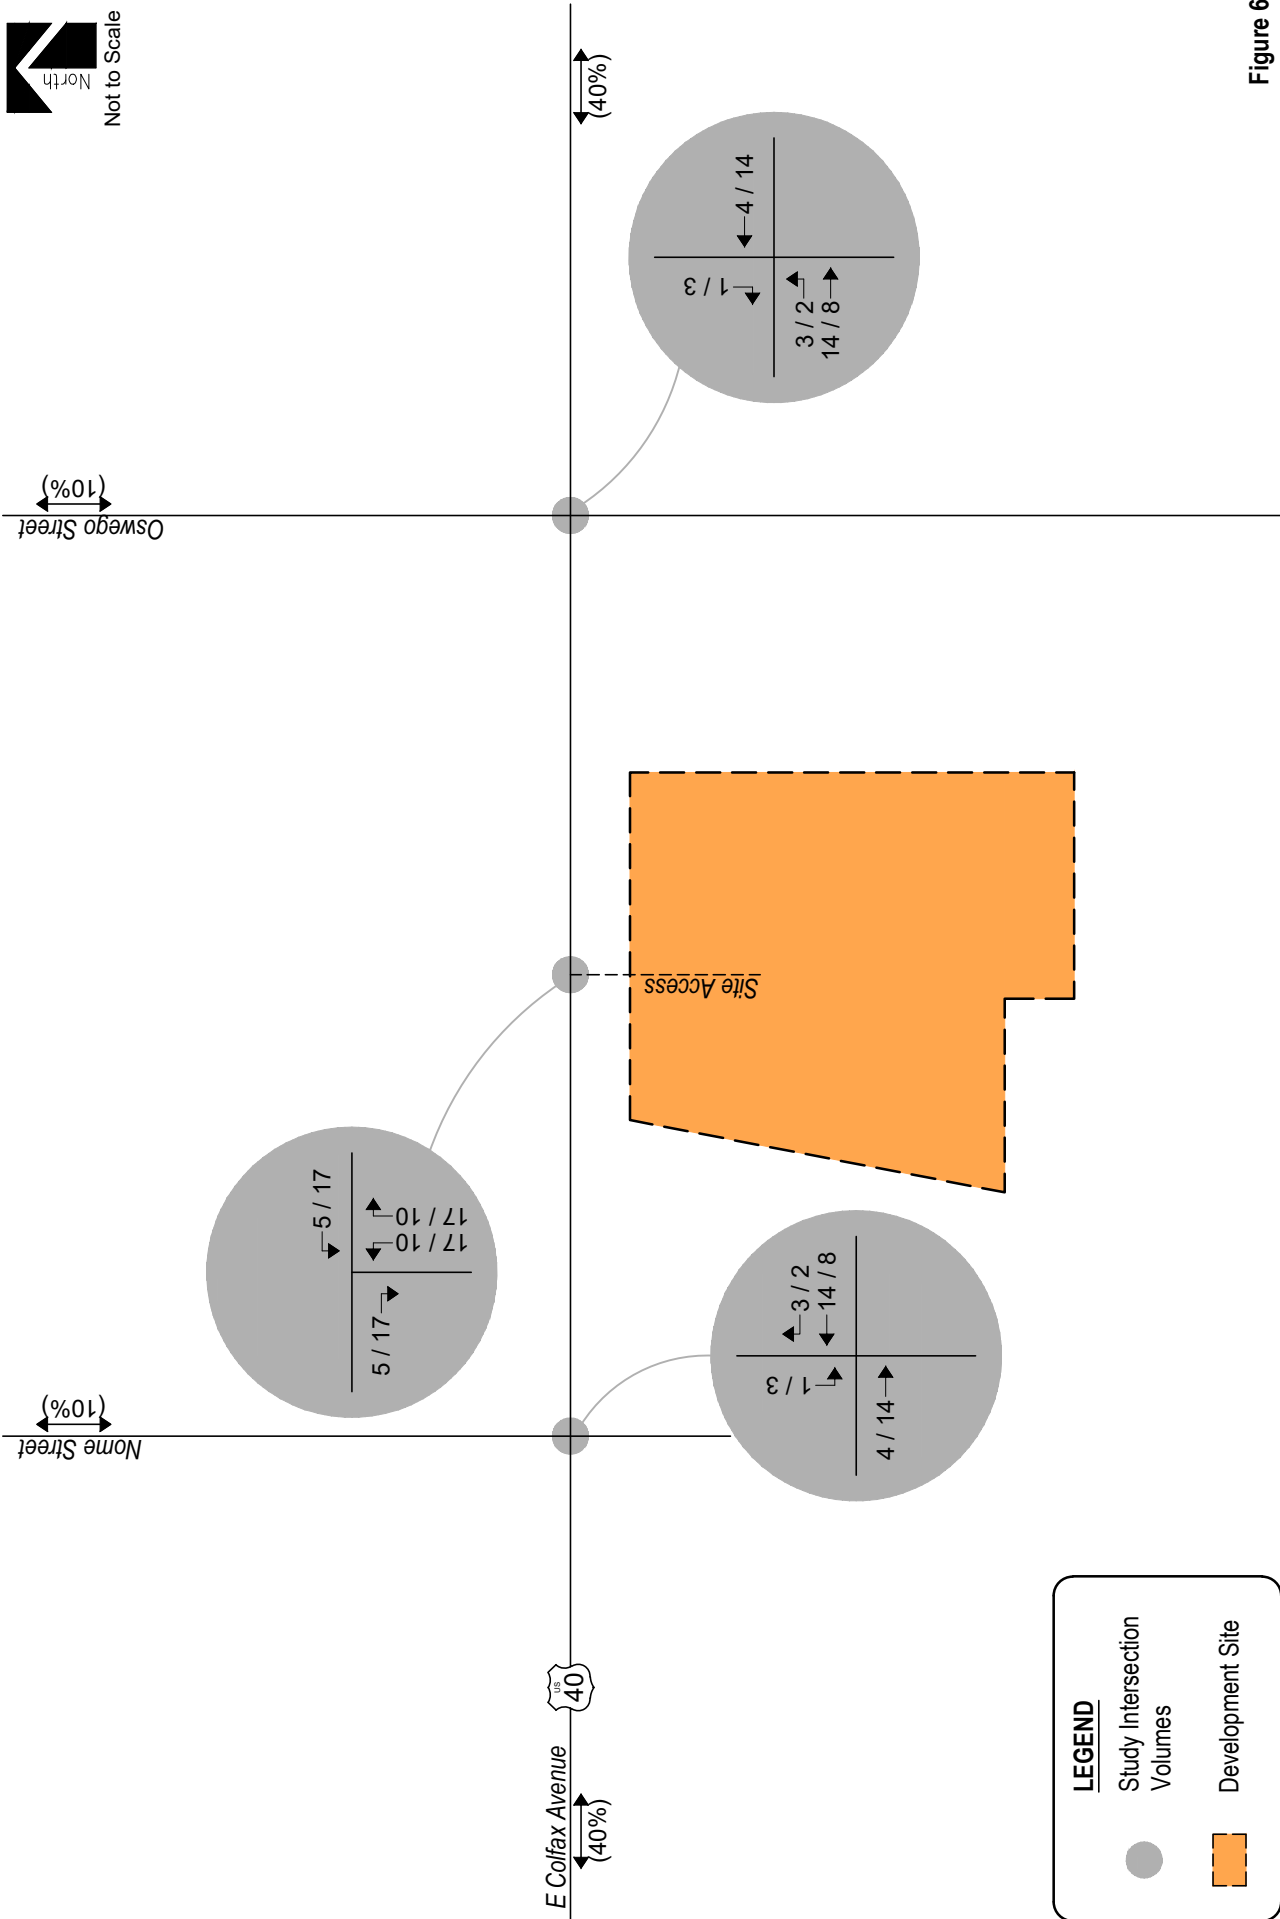 North
Not to Scale
(10%)
Nome Street
(10%)
Oswego Street
5 / 17
5 / 17
17 / 10
17 / 10
E Colfax Avenue
US
40
(40%)
(40%)
Site Access
1 / 3
3 / 2
14 / 8
4 / 14
1 / 3
4 / 14
3 / 2
14 / 8
LEGEND
Study Intersection
Volumes
Development Site
Figure 6